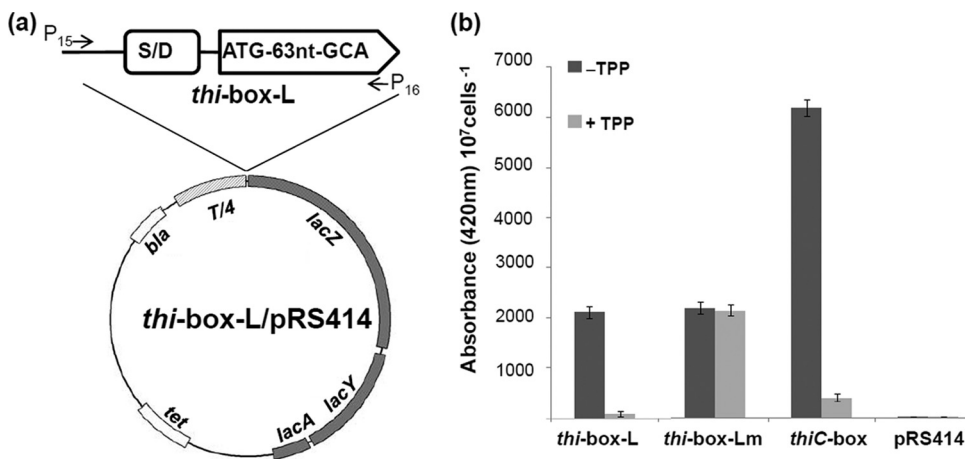 (a)
P15
S/D
ATG-63nt-GCA
P16
thi-box-L
T/4
bla
lacZ
thi-box-L/pRS414
tet
lacA
lacY
(b)
Absorbance (420nm) 10⁷cells⁻¹
7000
6000
5000
4000
3000
2000
1000
–TPP
+ TPP
thi-box-L
thi-box-Lm
thiC-box
pRS414